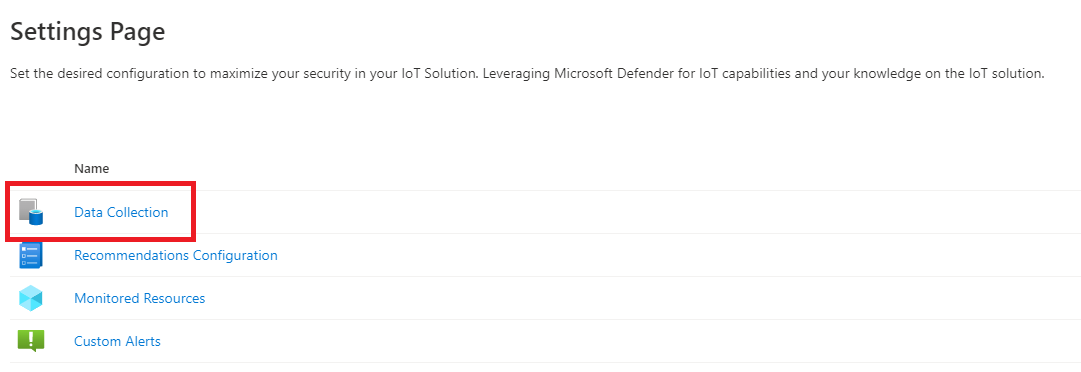 Settings Page
Set the desired configuration to maximize your security in your IoT Solution. Leveraging Microsoft Defender for IoT capabilities and your knowledge on the IoT solution.
Name
Data Collection
Recommendations Configuration
Monitored Resources
Custom Alerts